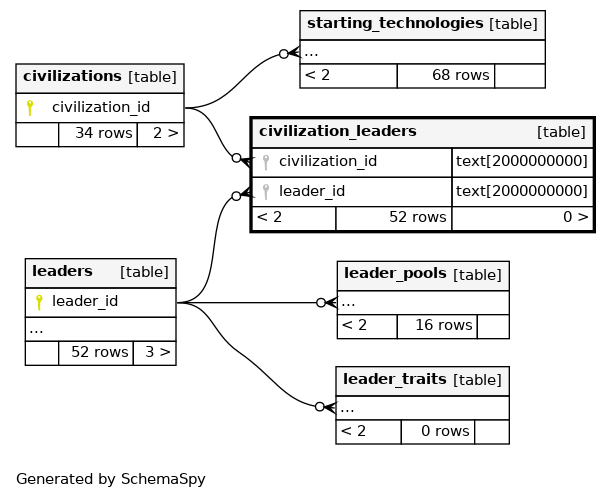 starting_technologies [table]
...
< 2 68 rows
civilizations [table]
civilization_id
34 rows 2 >
civilization_leaders [table]
civilization_id text[2000000000]
leader_id text[2000000000]
< 2 52 rows 0 >
leaders [table]
leader_id
...
52 rows 3 >
leader_pools [table]
...
< 2 16 rows
leader_traits [table]
...
< 2 0 rows
Generated by SchemaSpy